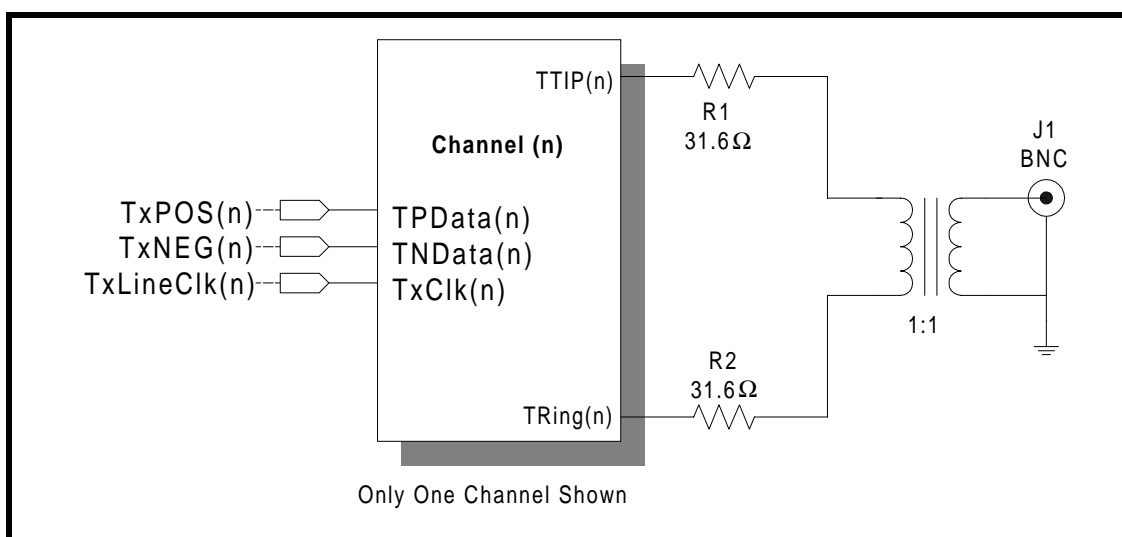 TTIP(n)
R1
31.6Ω
J1
BNC
Channel (n)
TxPOS(n)
TPData(n)
TxNEG(n)
TNData(n)
TxLineClk(n)
TxClk(n)
1:1
R2
31.6Ω
TRing(n)
Only One Channel Shown